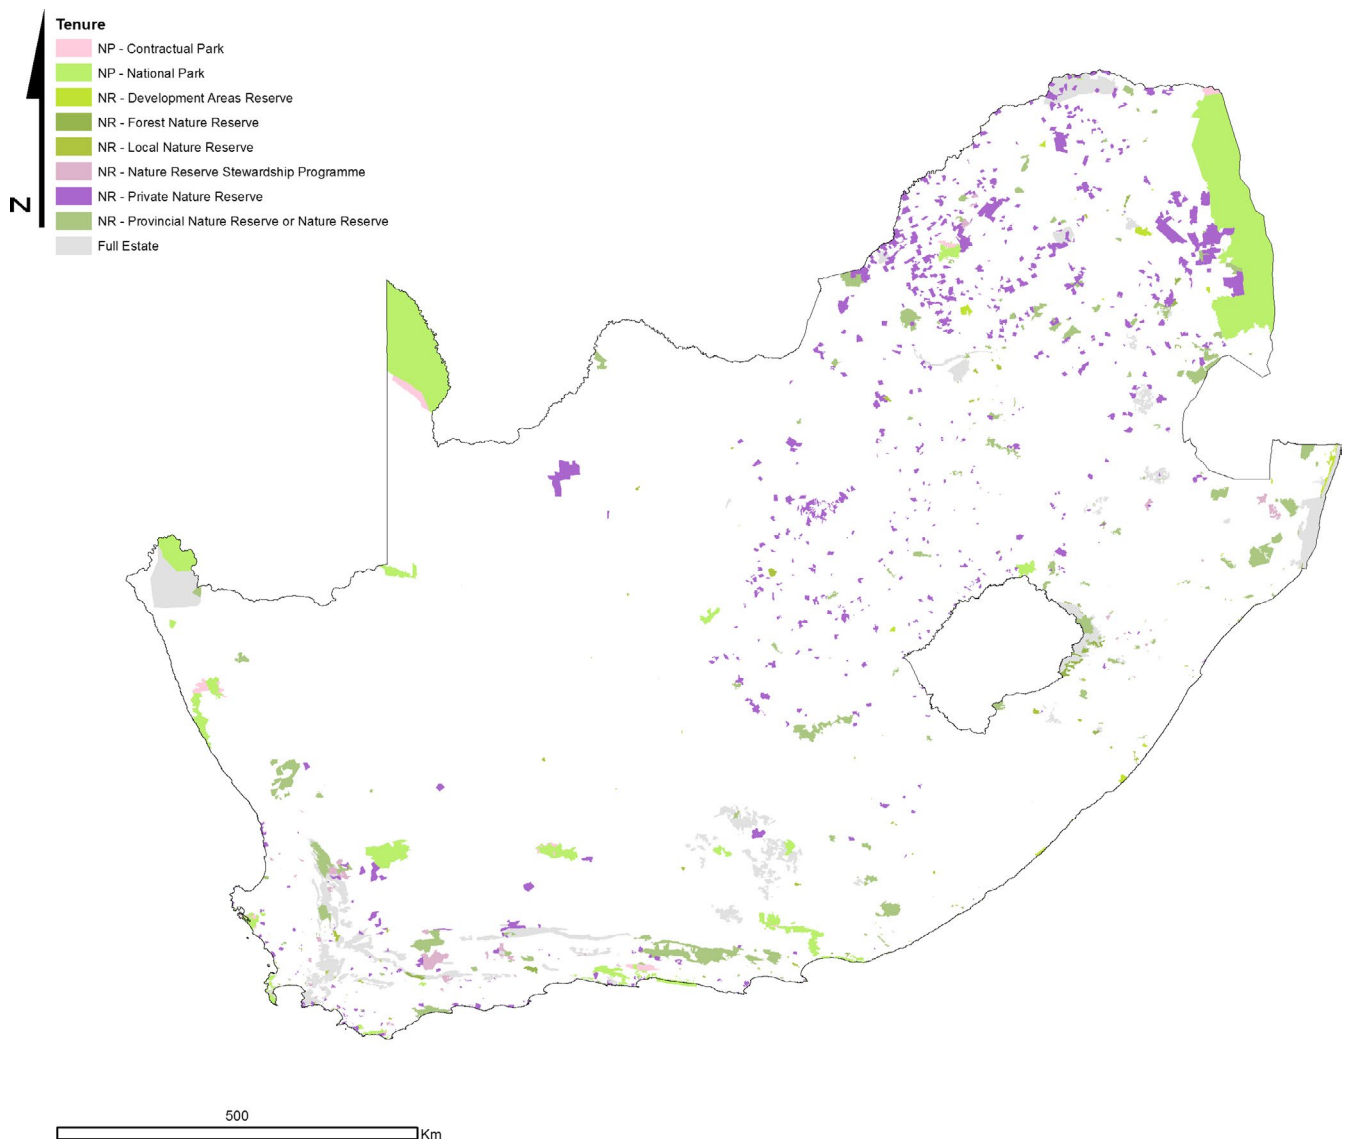 Tenure
NP - Contractual Park
NP - National Park
NR - Development Areas Reserve
NR - Forest Nature Reserve
NR - Local Nature Reserve
NR - Nature Reserve Stewardship Programme
NR - Private Nature Reserve
NR - Provincial Nature Reserve or Nature Reserve
Full Estate
N
500
Km